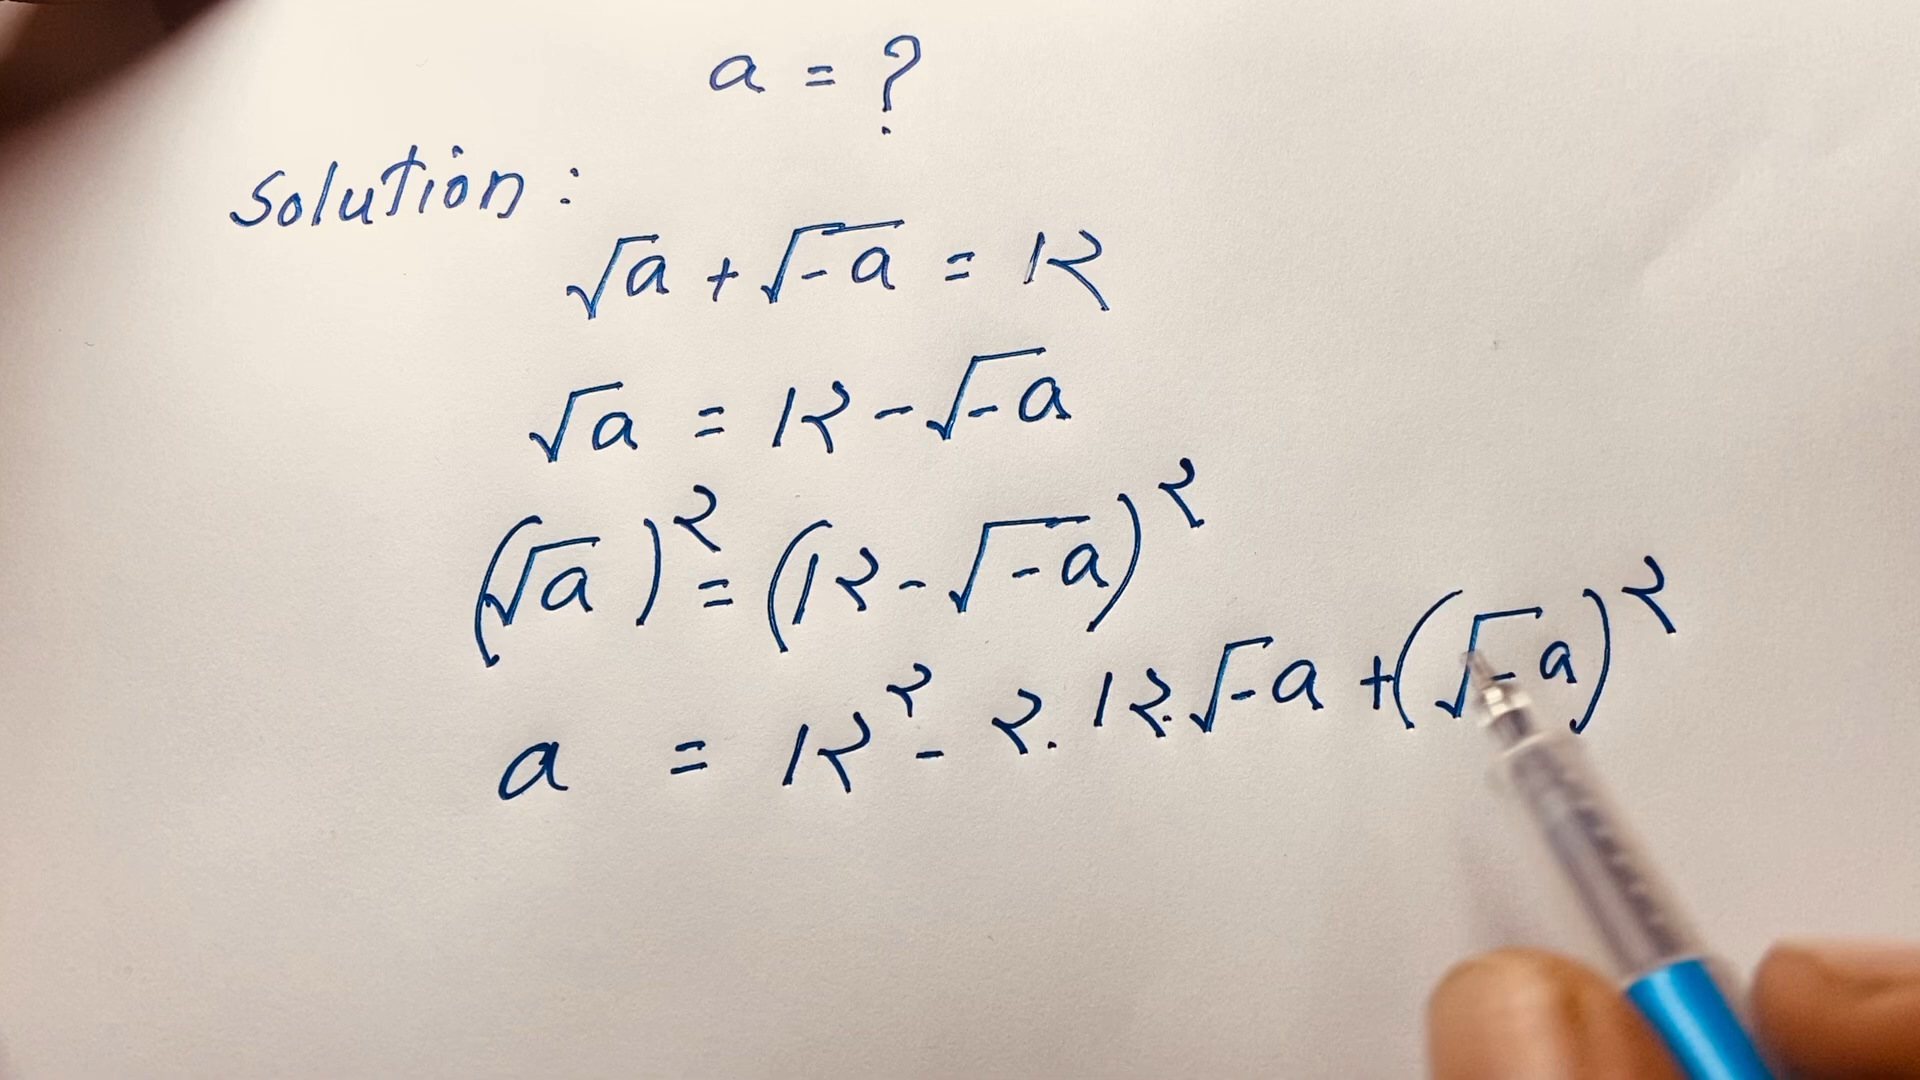 a = ?
Solution :
√a + √-a = 12
√a = 12 - √-a
(√a)² = (12 - √-a)²
a = 12² - 2. 12. √-a + (√-a)²